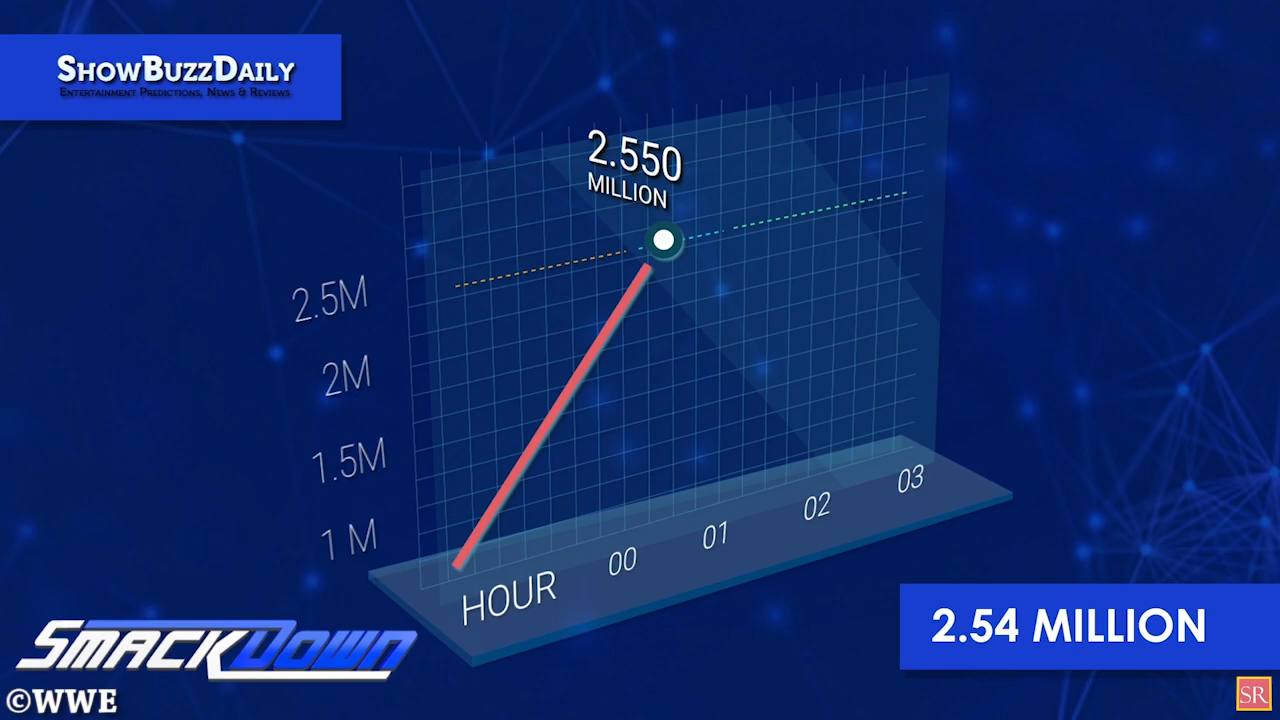 ShowBuzzDaily
Entertainment Predictions, News & Reviews
2.550
MILLION
2.5M
2M
1.5M
1 M
HOUR
00
01
02
03
2.54 MILLION
SMACKDOWN
©WWE
SR